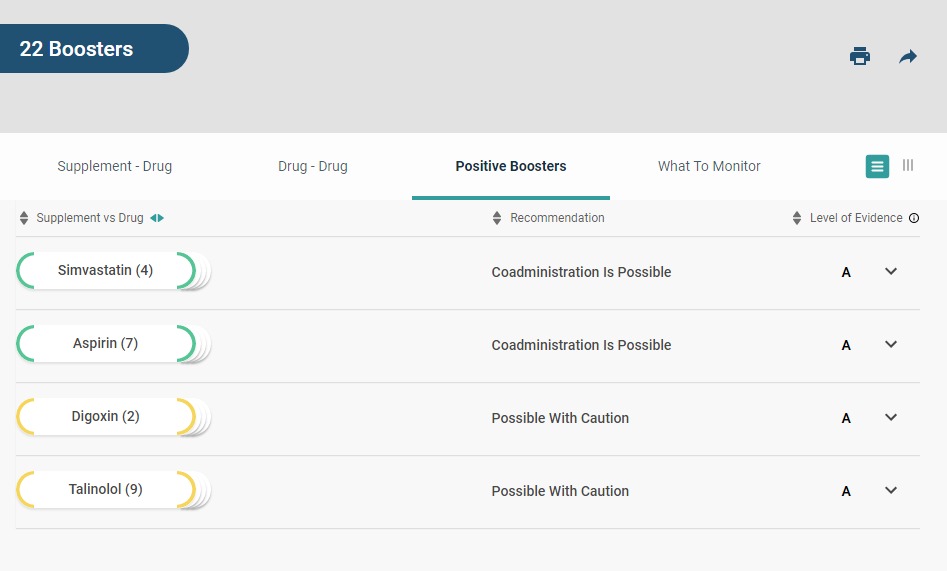 22 Boosters
Supplement - Drug Drug - Drug Positive Boosters What To Monitor
Supplement vs Drug Recommendation Level of Evidence
Simvastatin (4) Coadministration Is Possible A
Aspirin (7) Coadministration Is Possible A
Digoxin (2) Possible With Caution A
Talinolol (9) Possible With Caution A